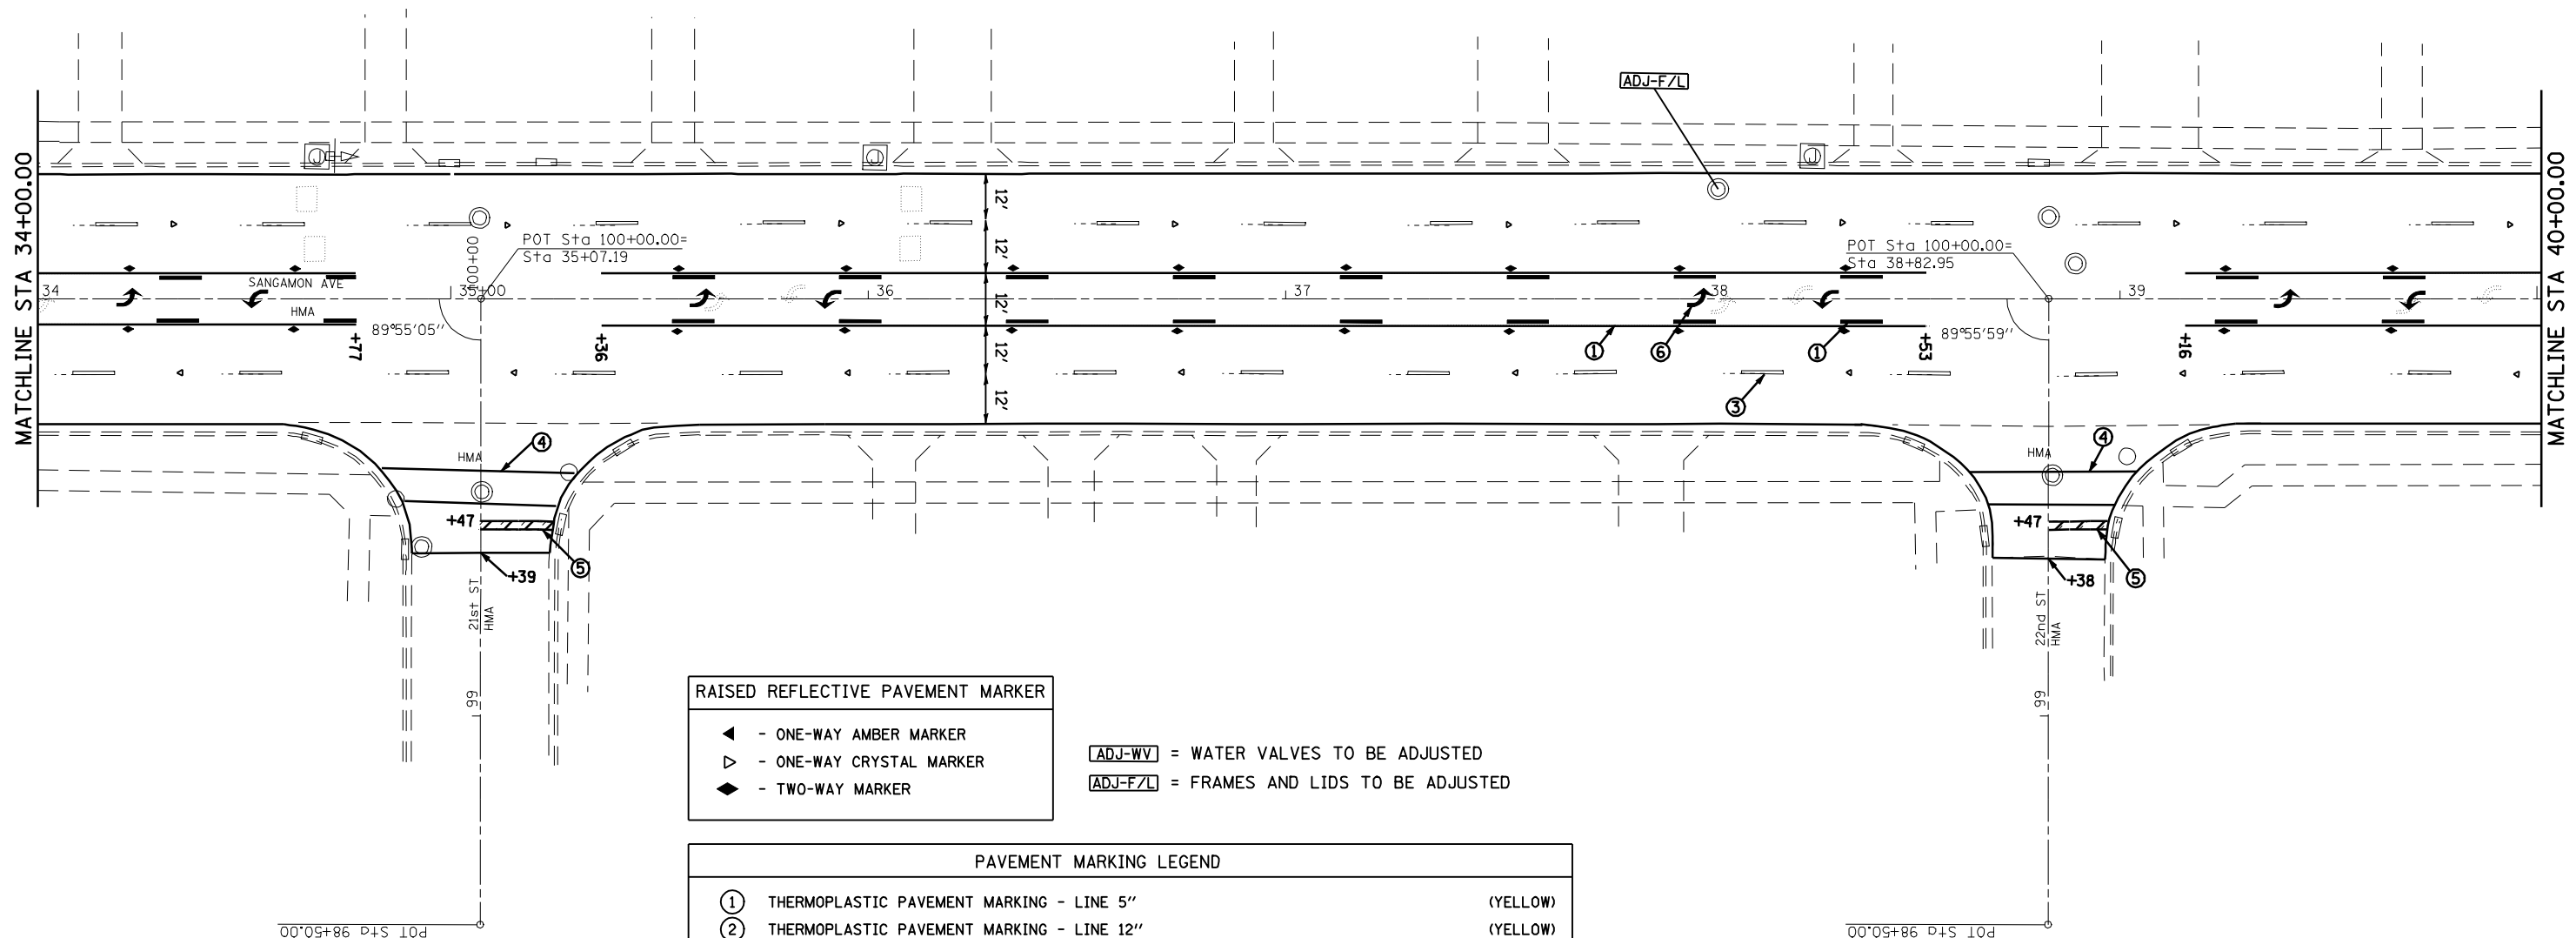 ADJ-F/L
MATCHLINE STA 34+00.00
MATCHLINE STA 40+00.00
J
J
J
12'
12'
12'
12'
12'
100+00
POT Sta 100+00.00=
Sta 35+07.19
POT Sta 100+00.00=
Sta 38+82.95
34
SANGAMON AVE
HMA
35+00
36
37
38
39
89°55'05"
89°55'59"
+77
+36
+53
+16
1
6
1
3
4
HMA
4
HMA
+47
5
+39
+47
5
+38
21st ST
HMA
22nd ST
HMA
99
99
RAISED REFLECTIVE PAVEMENT MARKER
- ONE-WAY AMBER MARKER
- ONE-WAY CRYSTAL MARKER
- TWO-WAY MARKER
ADJ-WV = WATER VALVES TO BE ADJUSTED
ADJ-F/L = FRAMES AND LIDS TO BE ADJUSTED
PAVEMENT MARKING LEGEND
1 THERMOPLASTIC PAVEMENT MARKING - LINE 5" (YELLOW)
2 THERMOPLASTIC PAVEMENT MARKING - LINE 12" (YELLOW)
POT Sta 98+50.00
POT Sta 98+50.00